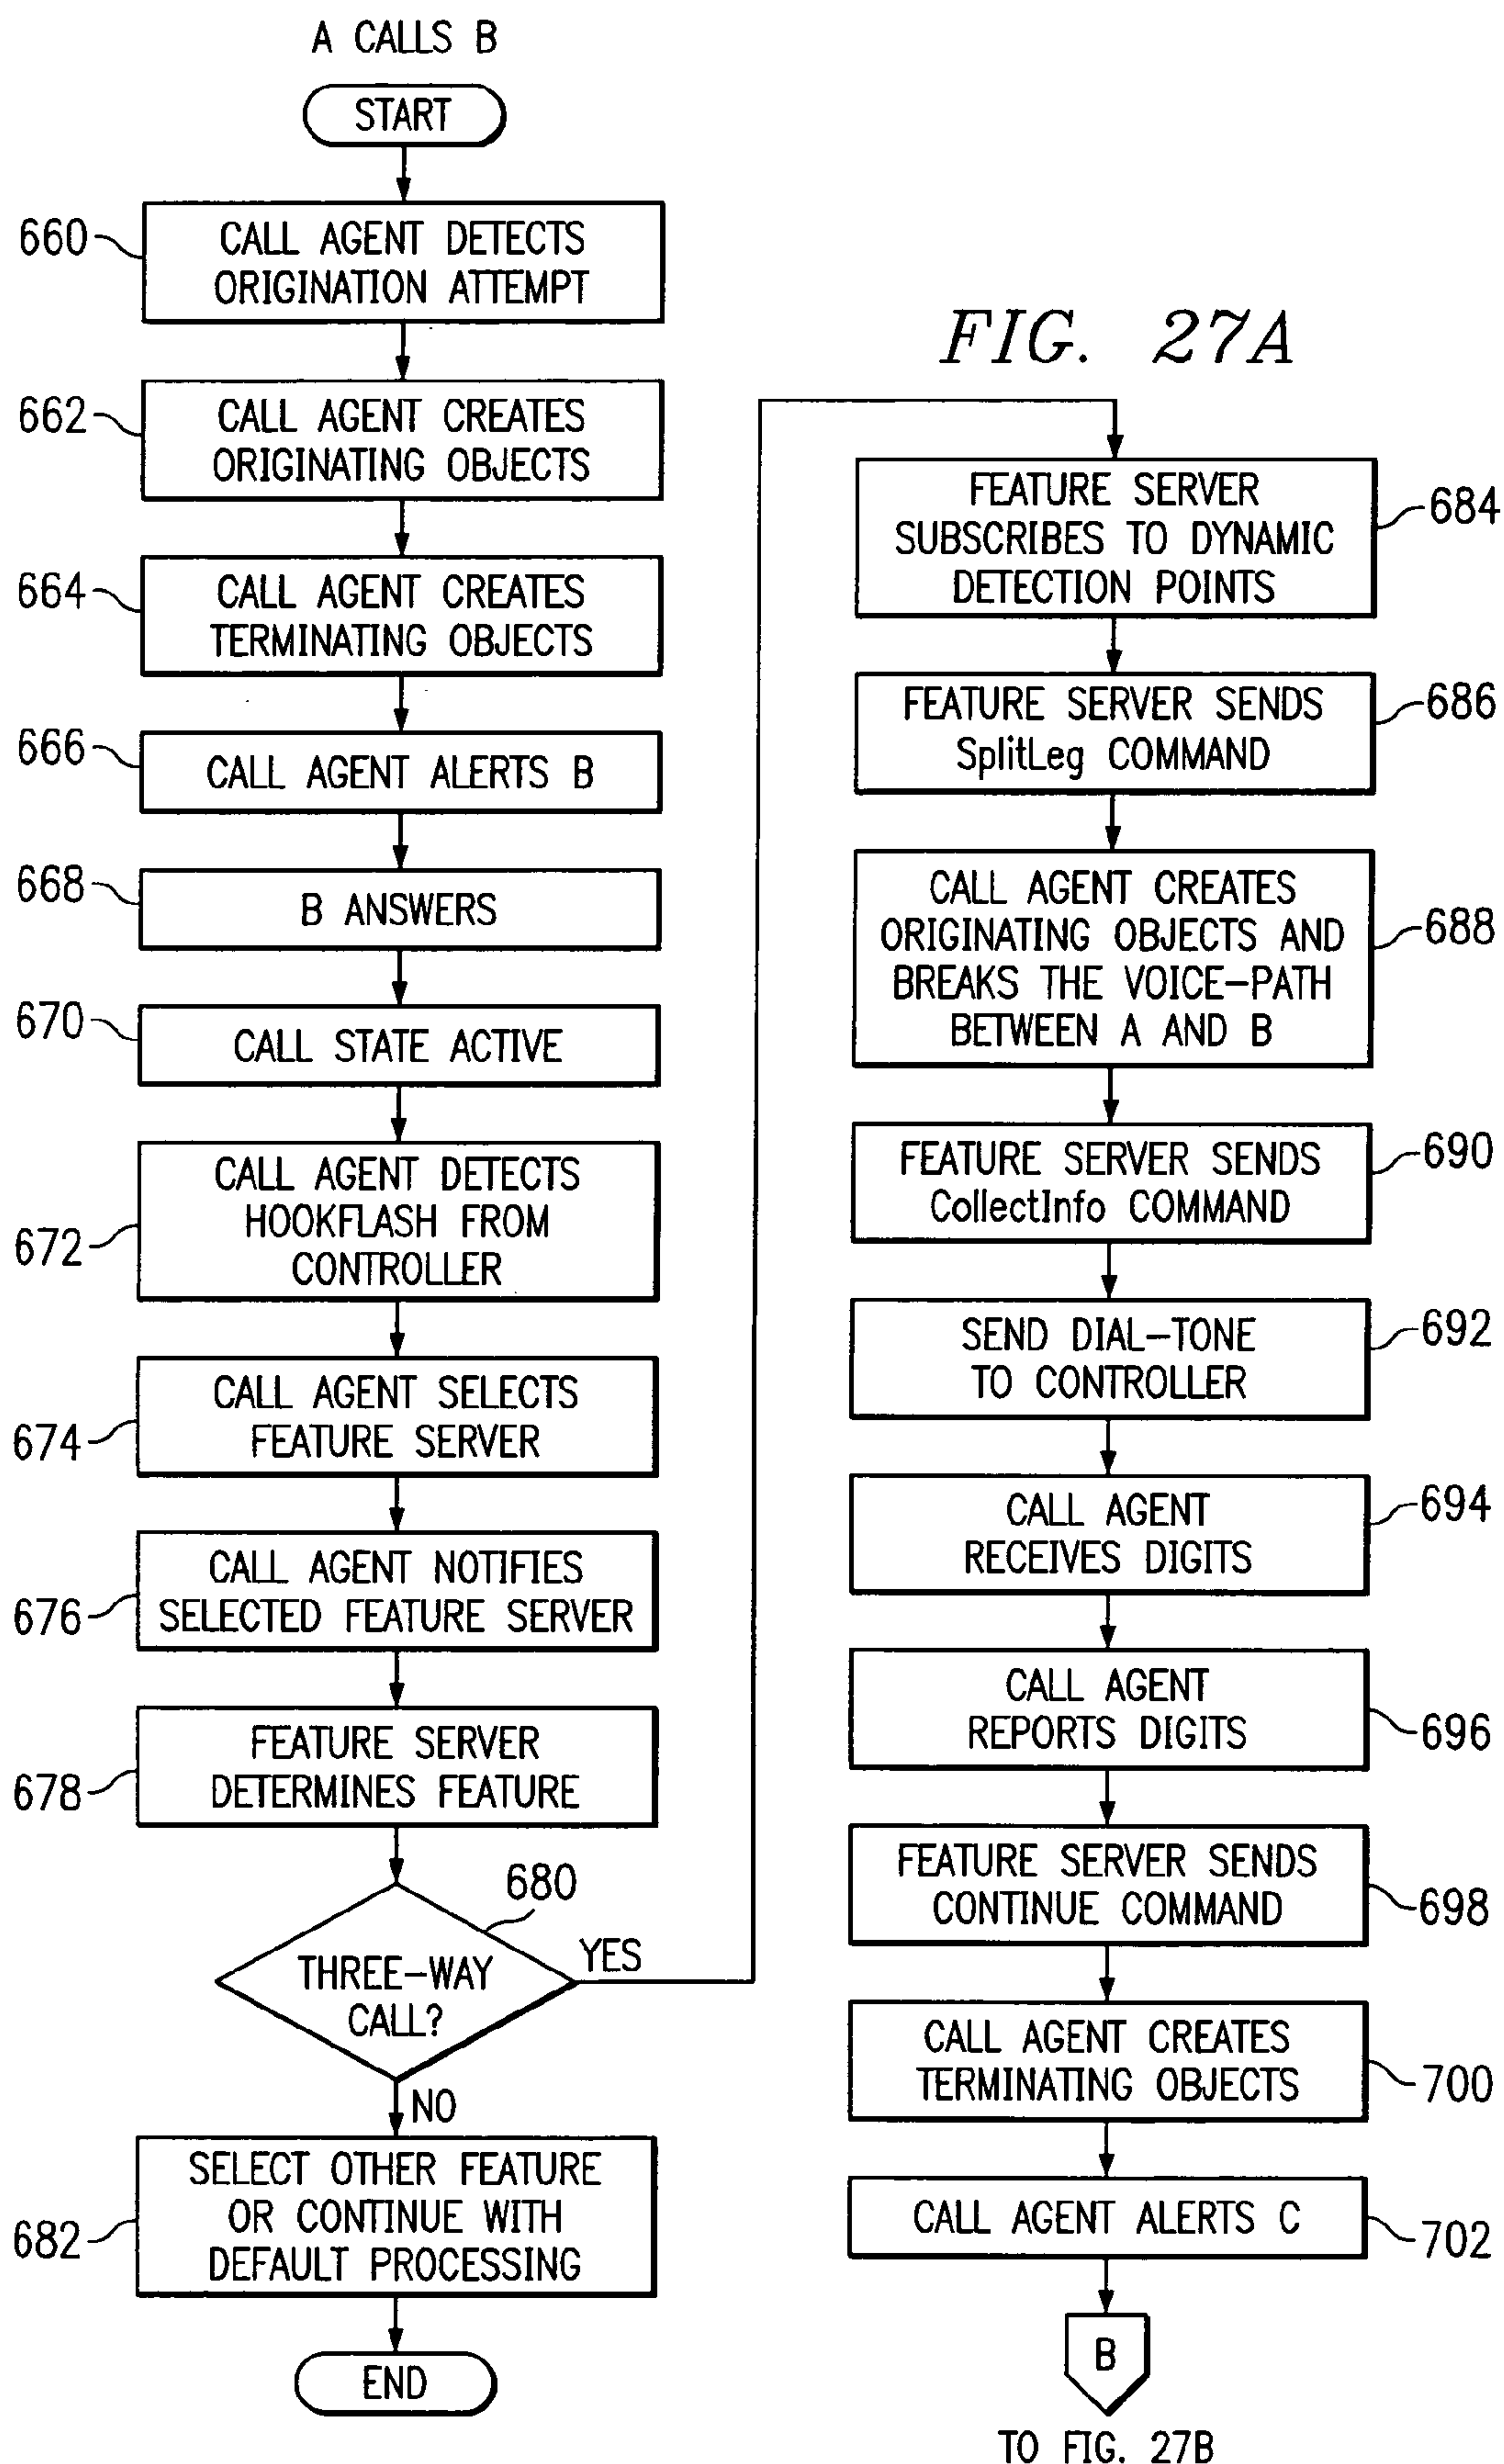 A CALLS B
START
660
CALL AGENT DETECTS
ORIGINATION ATTEMPT
662
CALL AGENT CREATES
ORIGINATING OBJECTS
664
CALL AGENT CREATES
TERMINATING OBJECTS
666
CALL AGENT ALERTS B
668
B ANSWERS
670
CALL STATE ACTIVE
672
CALL AGENT DETECTS
HOOKFLASH FROM
CONTROLLER
674
CALL AGENT SELECTS
FEATURE SERVER
676
CALL AGENT NOTIFIES
SELECTED FEATURE SERVER
678
FEATURE SERVER
DETERMINES FEATURE
680
THREE-WAY
CALL?
YES
NO
682
SELECT OTHER FEATURE
OR CONTINUE WITH
DEFAULT PROCESSING
END
FIG. 27A
FEATURE SERVER
SUBSCRIBES TO DYNAMIC
DETECTION POINTS
684
FEATURE SERVER SENDS
SplitLeg COMMAND
686
CALL AGENT CREATES
ORIGINATING OBJECTS AND
BREAKS THE VOICE-PATH
BETWEEN A AND B
688
FEATURE SERVER SENDS
CollectInfo COMMAND
690
SEND DIAL-TONE
TO CONTROLLER
692
CALL AGENT
RECEIVES DIGITS
694
CALL AGENT
REPORTS DIGITS
696
FEATURE SERVER SENDS
CONTINUE COMMAND
698
CALL AGENT CREATES
TERMINATING OBJECTS
700
CALL AGENT ALERTS C
702
B
TO FIG. 27B